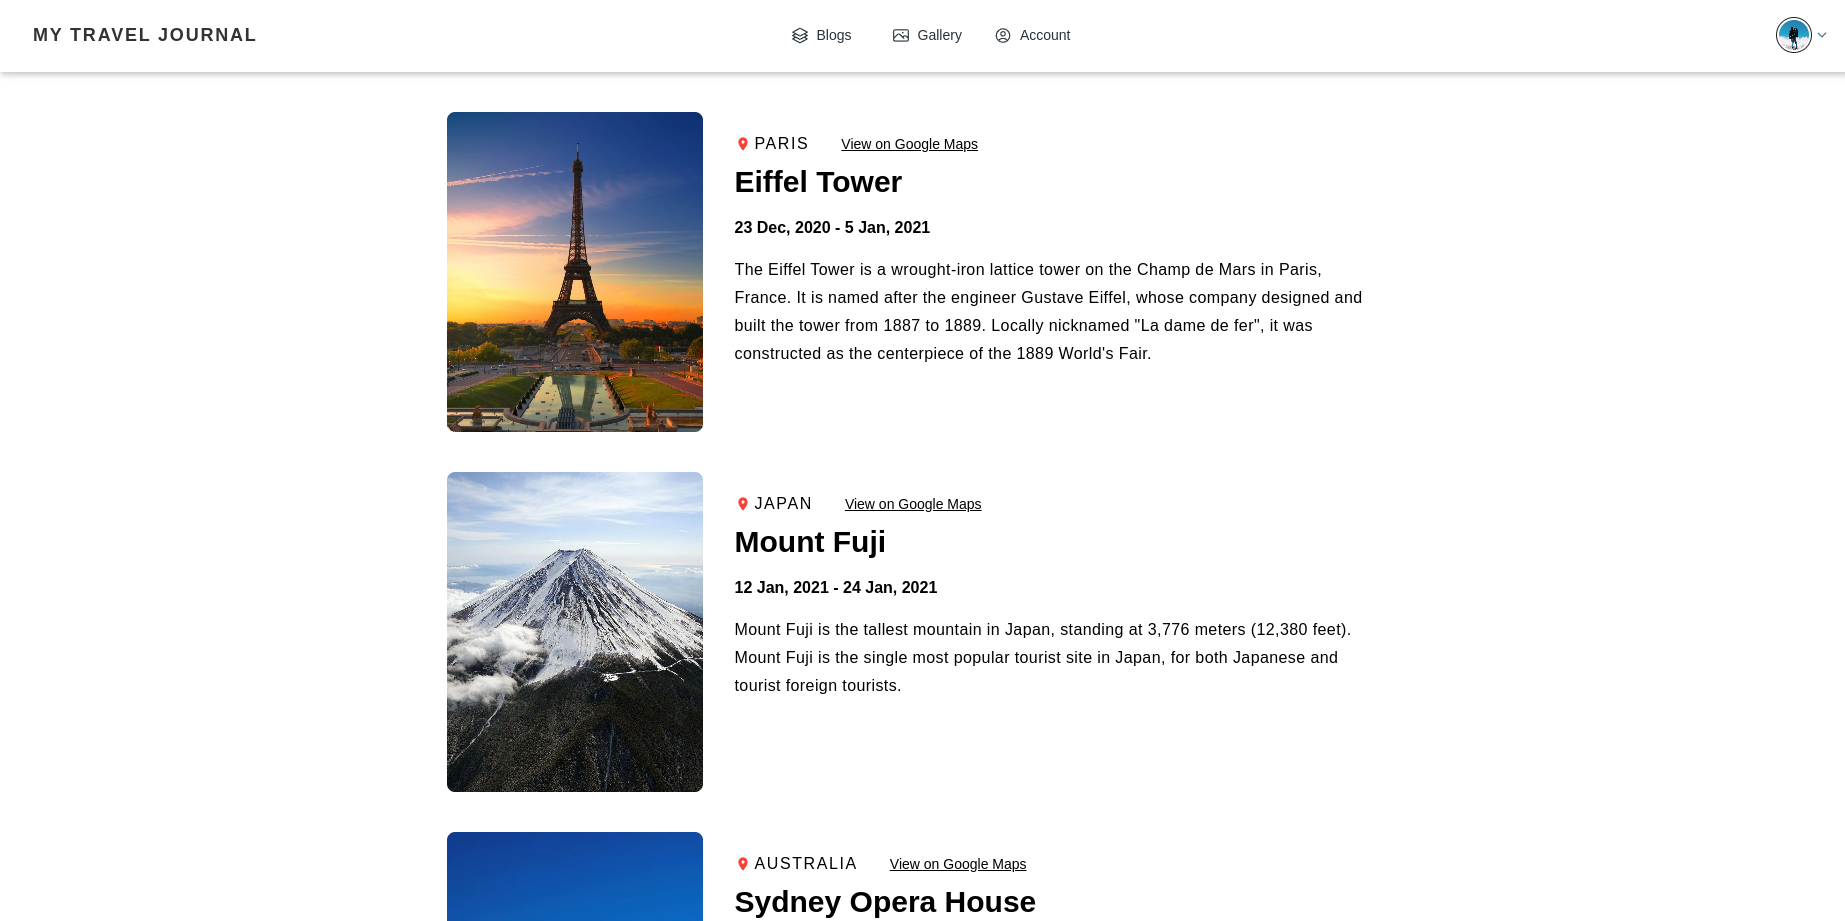 MY TRAVEL JOURNAL
Blogs
Gallery
Account
PARIS
View on Google Maps
Eiffel Tower
23 Dec, 2020 - 5 Jan, 2021
The Eiffel Tower is a wrought-iron lattice tower on the Champ de Mars in Paris,
France. It is named after the engineer Gustave Eiffel, whose company designed and
built the tower from 1887 to 1889. Locally nicknamed "La dame de fer", it was
constructed as the centerpiece of the 1889 World's Fair.
JAPAN
View on Google Maps
Mount Fuji
12 Jan, 2021 - 24 Jan, 2021
Mount Fuji is the tallest mountain in Japan, standing at 3,776 meters (12,380 feet).
Mount Fuji is the single most popular tourist site in Japan, for both Japanese and
tourist foreign tourists.
AUSTRALIA
View on Google Maps
Sydney Opera House